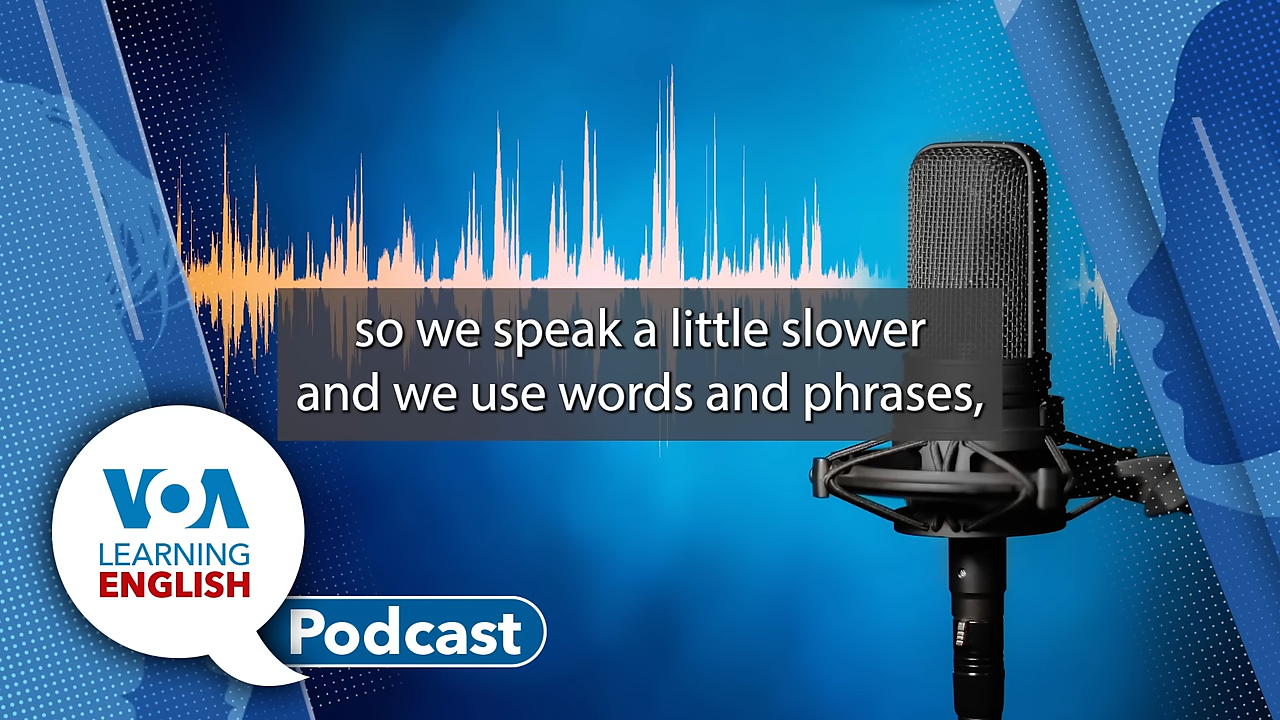 so we speak a little slower
and we use words and phrases,
VOA
LEARNING
ENGLISH
Podcast